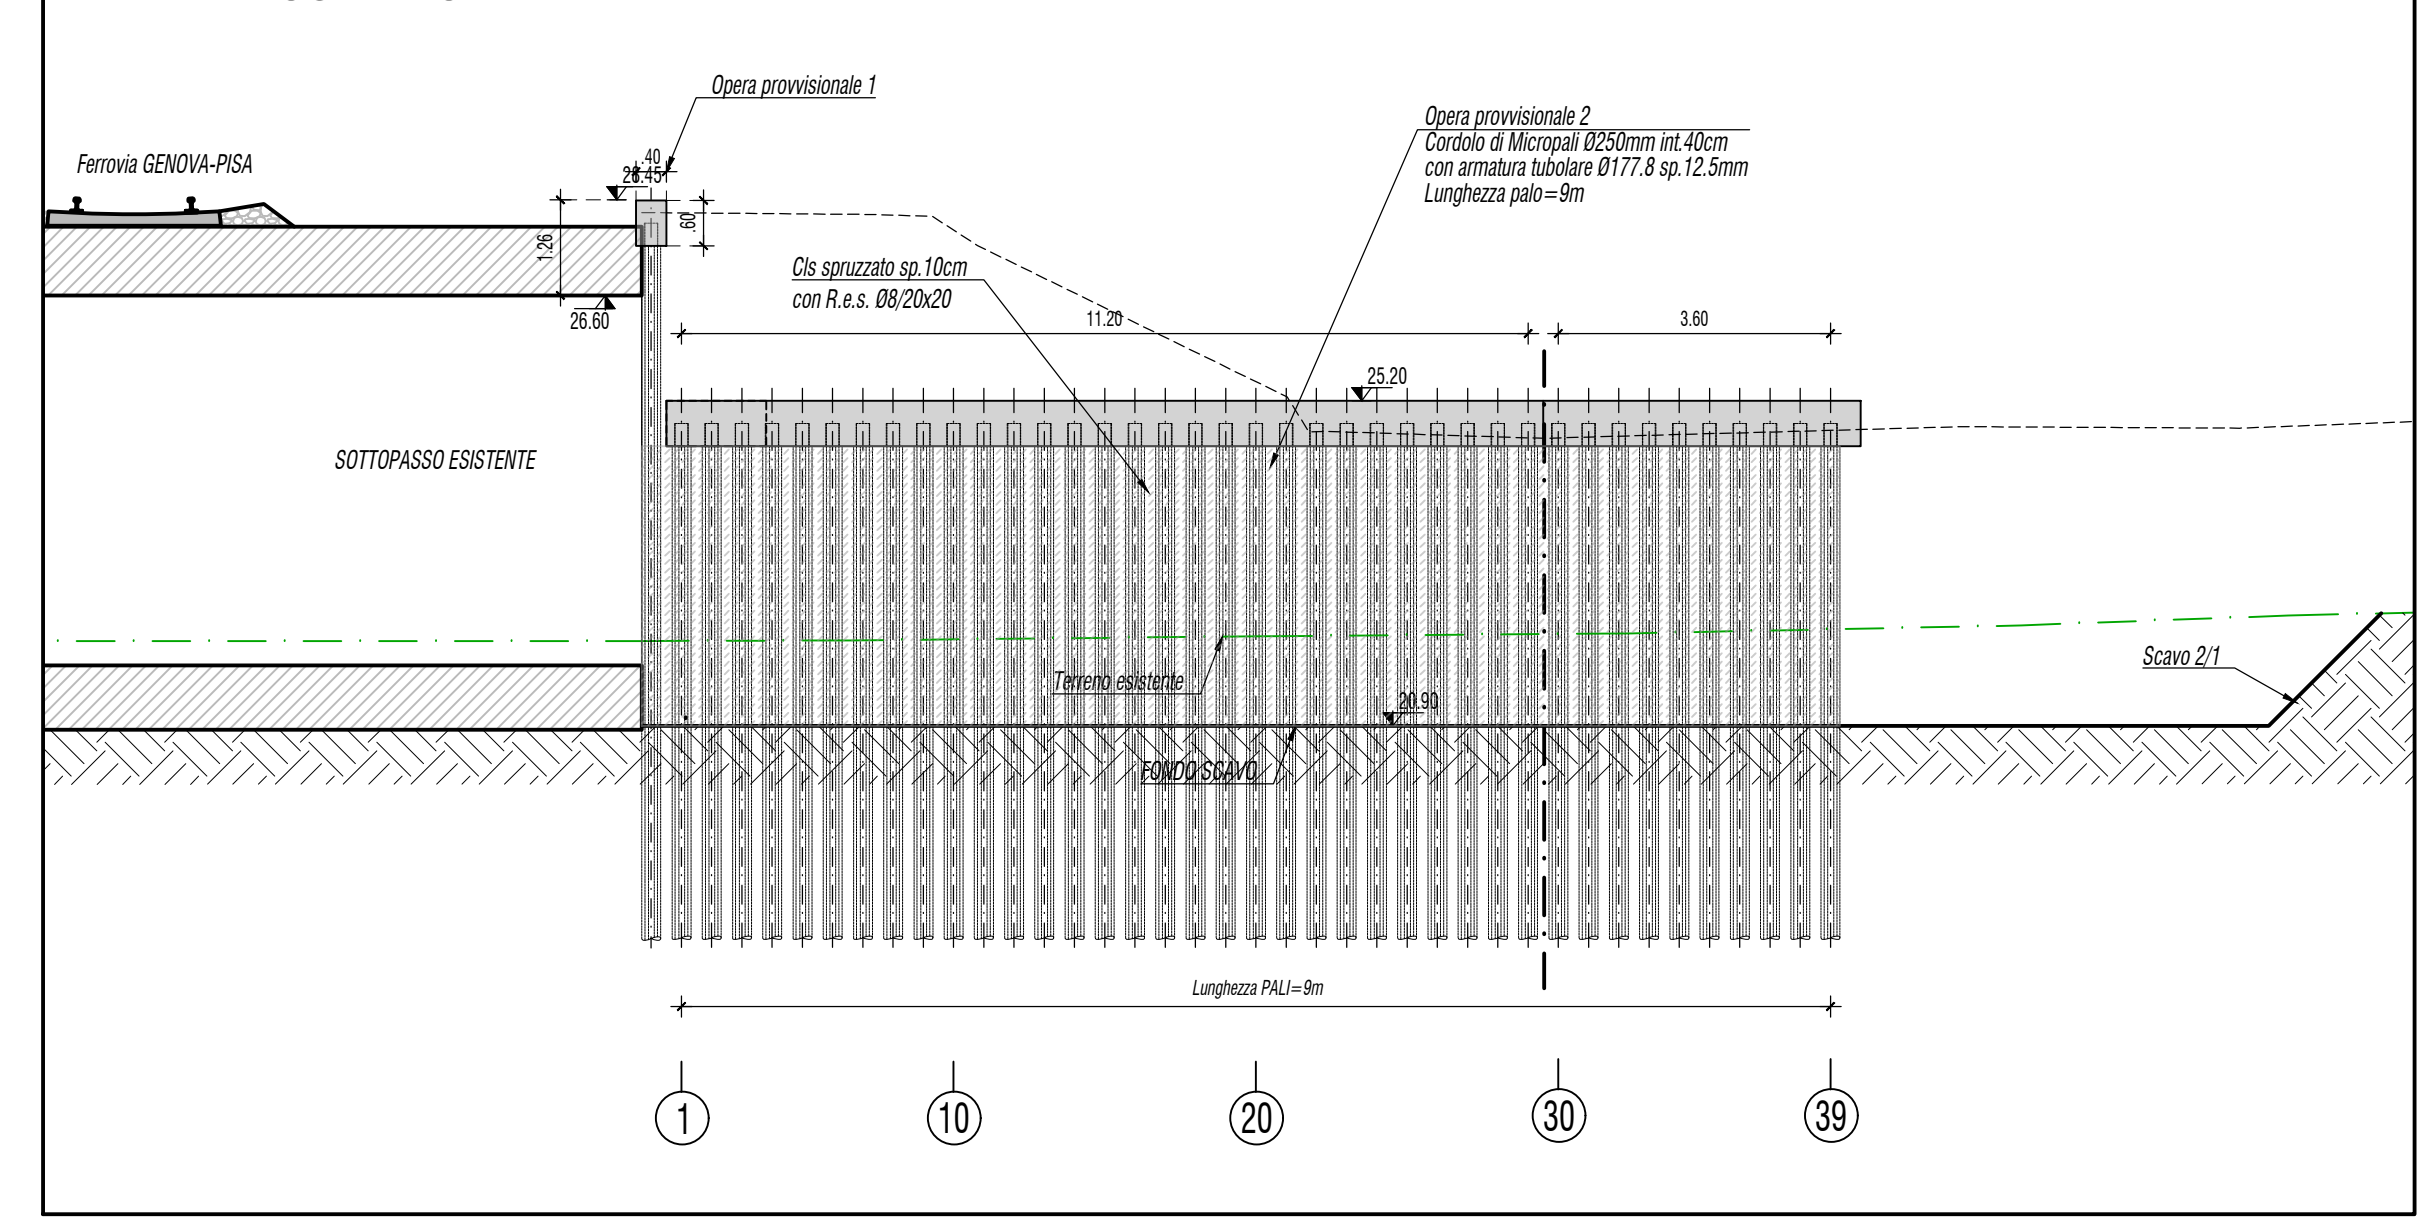 Opera provvisionale 1
Opera provvisionale 2
Cordolo di Micropali Ø250mm int.40cm
con armatura tubolare Ø177.8 sp.12.5mm
Lunghezza palo=9m
Ferrovia GENOVA-PISA
.40
.60
1.26
26.60
Cls spruzzato sp.10cm
con R.e.s. Ø8/20x20
11.20
3.60
25.20
SOTTOPASSO ESISTENTE
Terreno esistente
Scavo 2/1
20.90
FONDO SCAVO
Lunghezza PALI=9m
1
10
20
30
39